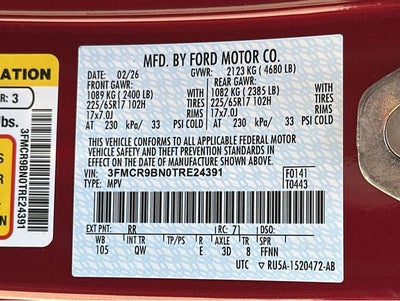 MFD. BY FORD MOTOR CO.
DATE: 02/26 GVWR: 2123 KG ( 4680 LB)
FRONT GAWR: REAR GAWR:
1089 KG ( 2400 LB) WITH 1082 KG ( 2385 LB) WITH
225/65R17 102H TIRES 225/65R17 102H TIRES
17x7.0J RIMS 17x7.0J RIMS
AT 230 kPa/ 33 PSI COLD AT 230 kPa/ 33 PSI COLD
THIS VEHICLE CONFORMS TO ALL APPLICABLE FEDERAL MOTOR
VEHICLE SAFETY AND THEFT PREVENTION STANDARDS IN
EFFECT ON THE DATE OF MANUFACTURE SHOWN ABOVE.
VIN: 3FMCR9BN0TRE24391 F0141
TYPE: MPV T0443
EXT PNT: RR RC: 71 DSO:
WB INT TR TP/PS R AXLE TR SPR
105 QW E 3D 8 FFNN
UTC ▽ RU5A-1520472-AB
ATION
R: 3
lbs.
3FMCR9BN0TRE24391